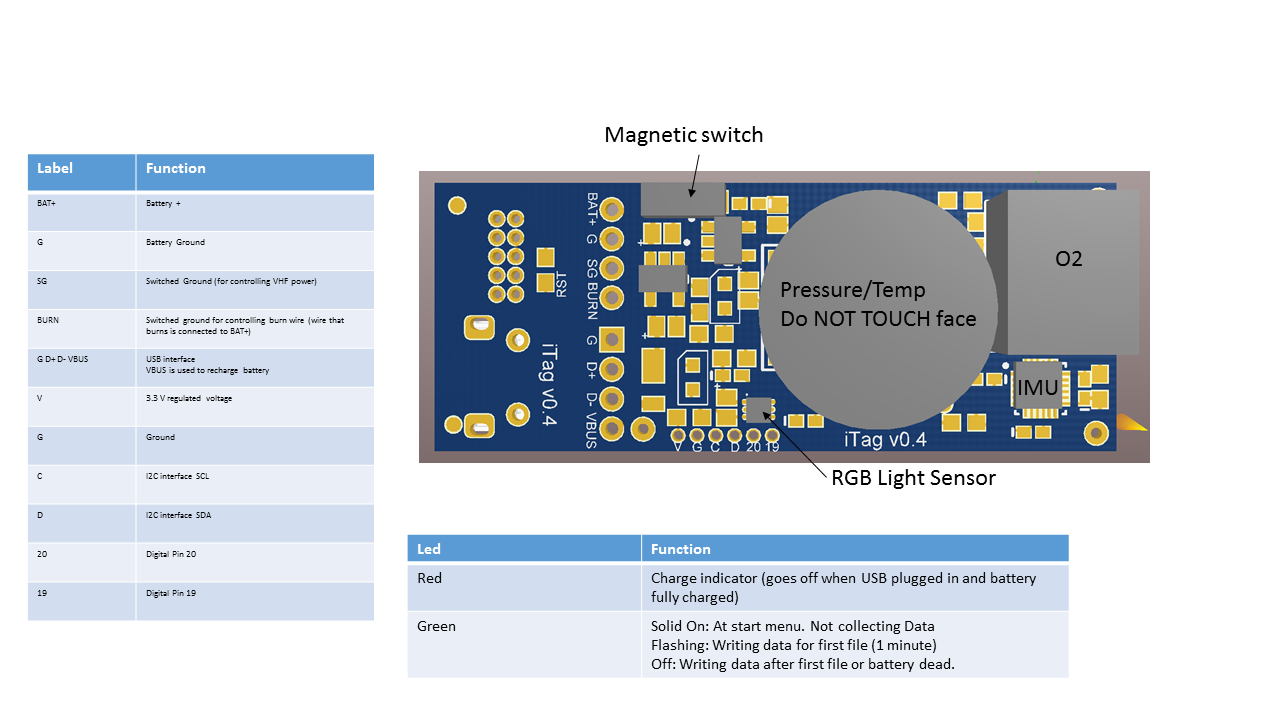 Magnetic switch
Label Function
BAT+ Battery +
G Battery Ground
SG Switched Ground (for controlling VHF power)
BURN Switched ground for controlling burn wire (wire that
burns is connected to BAT+)
G D+ D- VBUS USB interface
VBUS is used to recharge battery
V 3.3 V regulated voltage
G Ground
C I2C interface SCL
D I2C interface SDA
20 Digital Pin 20
19 Digital Pin 19
BAT+
G
SG
BURN
G
D+
D-
VBUS
RST
iTag v0.4
V G C D 20 19
Pressure/Temp
Do NOT TOUCH face
O2
IMU
iTag v0.4
RGB Light Sensor
Led Function
Red Charge indicator (goes off when USB plugged in and battery
fully charged)
Green Solid On: At start menu. Not collecting Data
Flashing: Writing data for first file (1 minute)
Off: Writing data after first file or battery dead.